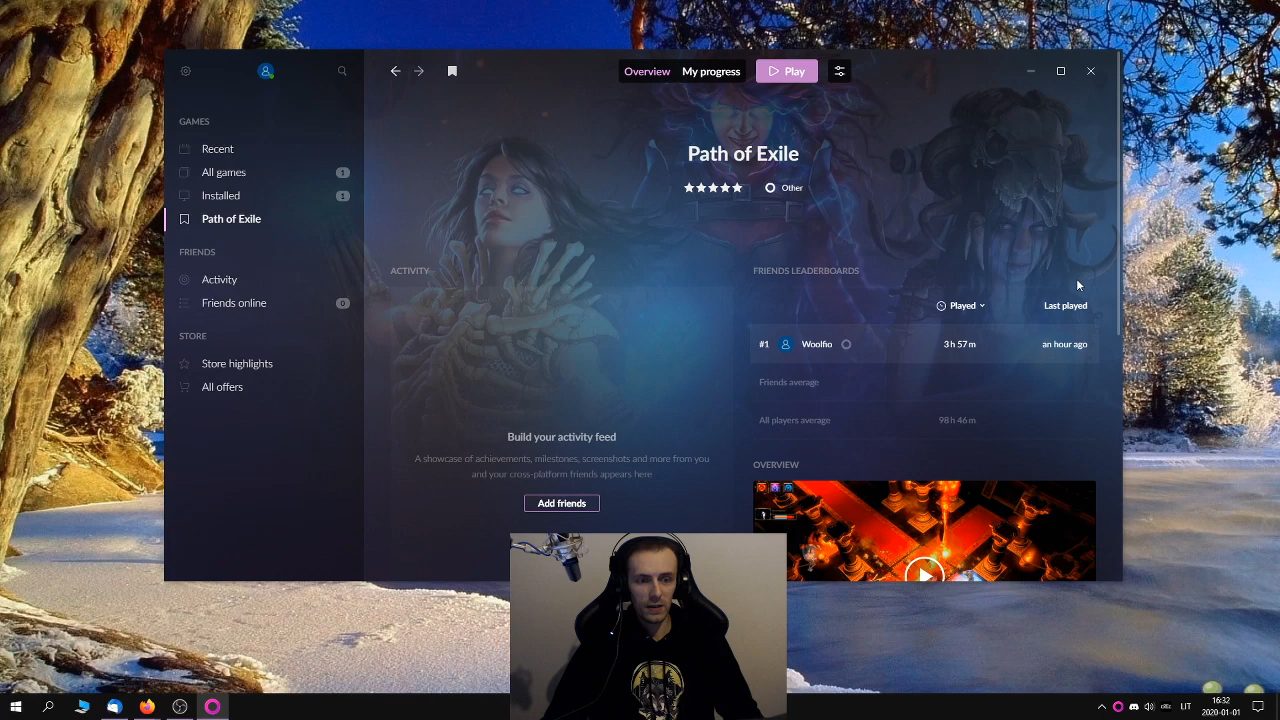 Overview
My progress
Play
GAMES
Recent
All games 1
Installed 1
Path of Exile
FRIENDS
Activity
Friends online 0
STORE
Store highlights
All offers
Path of Exile
Other
ACTIVITY
Build your activity feed
A showcase of achievements, milestones, screenshots and more from you
and your cross-platform friends appears here
Add friends
FRIENDS LEADERBOARDS
Played Last played
#1 Woolfio 3 h 57 m an hour ago
Friends average
All players average 98 h 46 m
OVERVIEW
LIT
16:32
2020-01-01